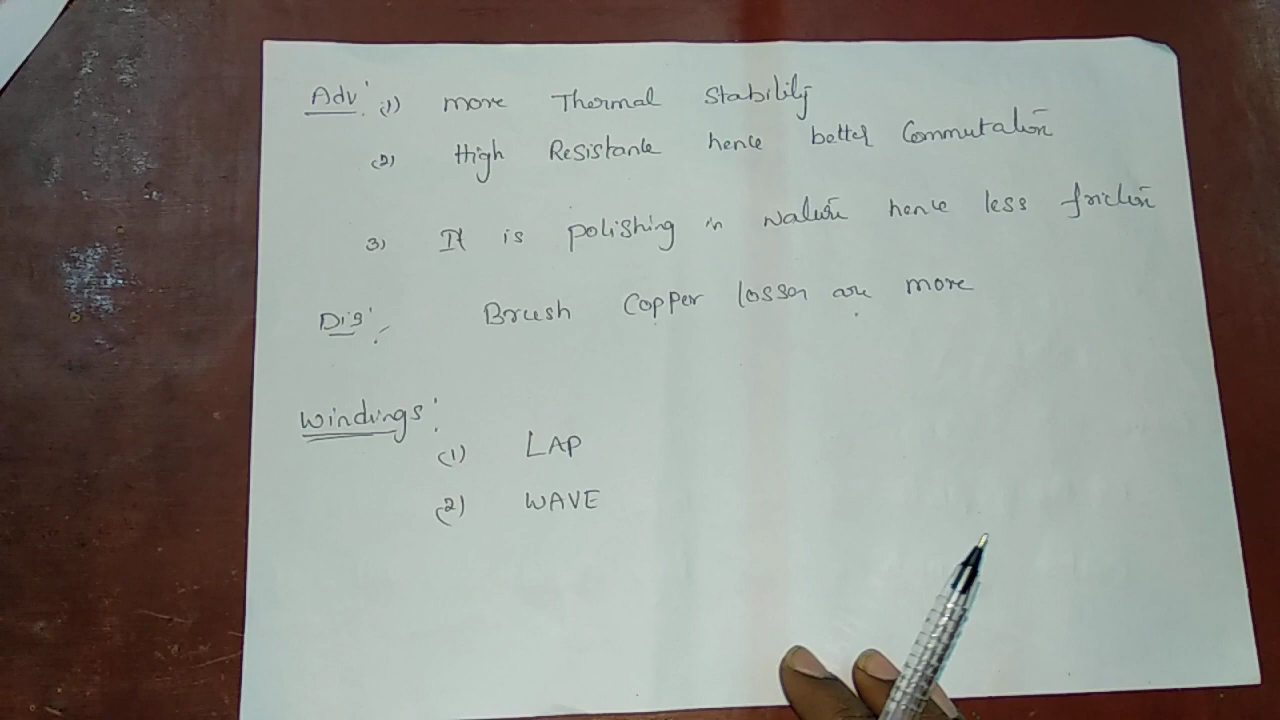 Adv: (1) more Thermal Stability
(2) High Resistance hence better Commutation
3) It is polishing in nature hence less friction
Dis: Brush Copper losses are more
Windings:
(1) LAP
(2) WAVE